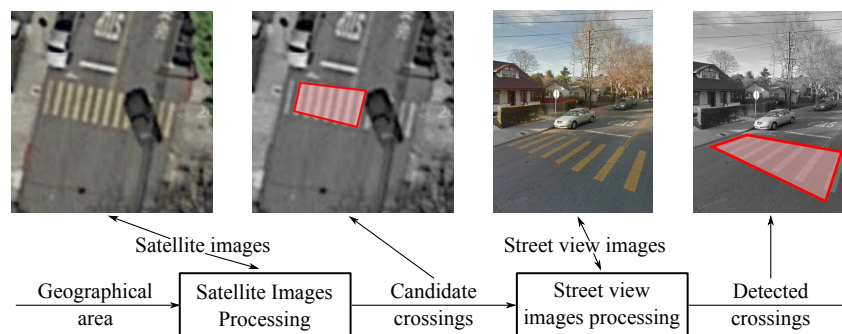 Satellite images
Street view images
Geographical
area
Satellite Images
Processing
Candidate
crossings
Street view
images processing
Detected
crossings